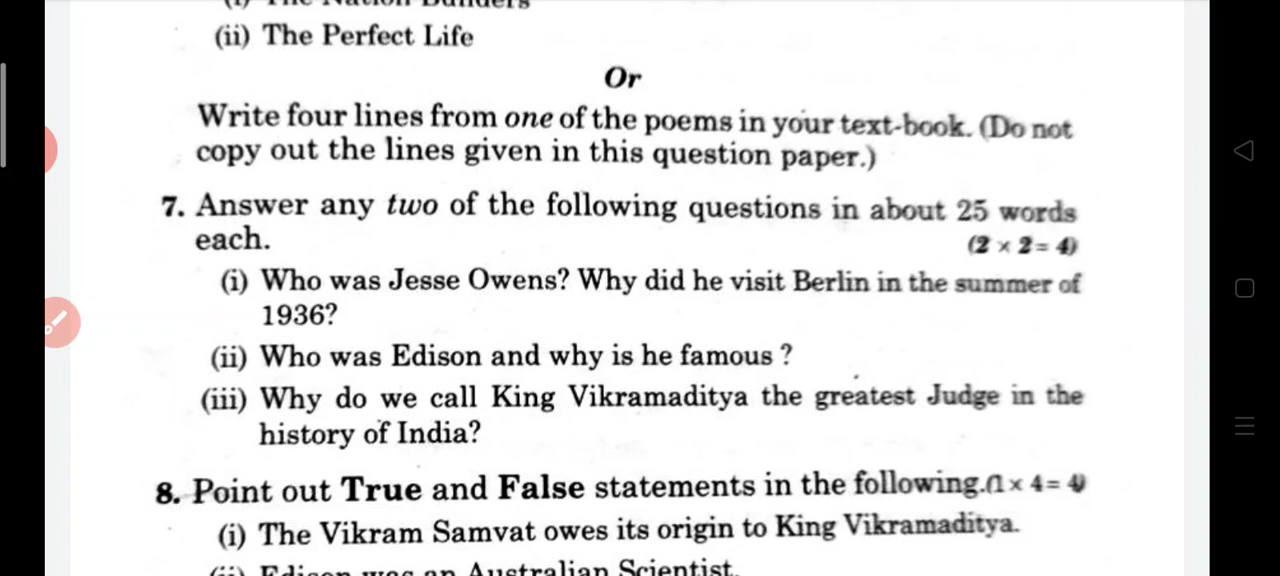 (i) The Nation Builders
(ii) The Perfect Life
Or
Write four lines from one of the poems in your text-book. (Do not
copy out the lines given in this question paper.)
7. Answer any two of the following questions in about 25 words
each. (2 × 2 = 4)
(i) Who was Jesse Owens? Why did he visit Berlin in the summer of
1936?
(ii) Who was Edison and why is he famous ?
(iii) Why do we call King Vikramaditya the greatest Judge in the
history of India?
8. Point out True and False statements in the following.(1 × 4 = 4)
(i) The Vikram Samvat owes its origin to King Vikramaditya.
(ii) Edison was an Australian Scientist.